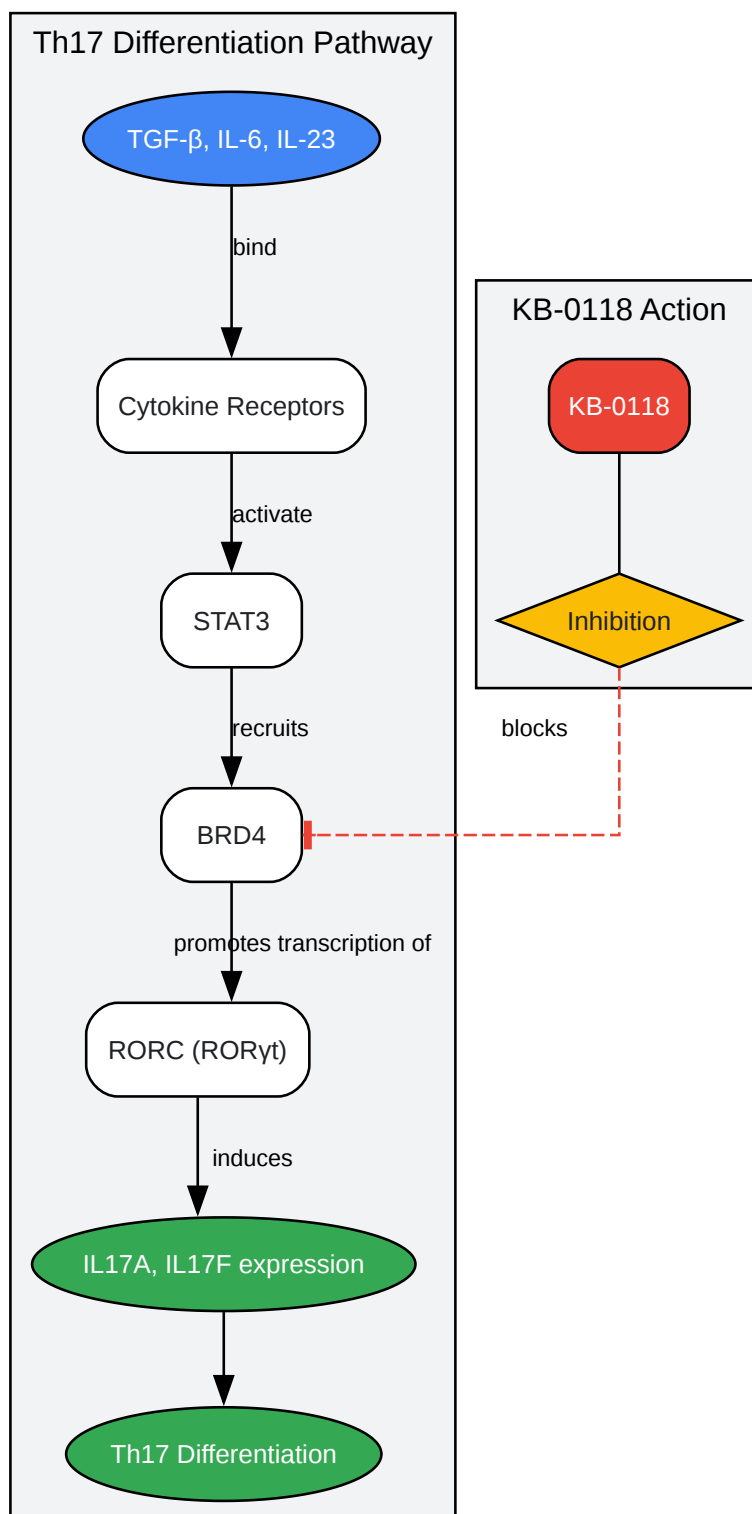 Th17 Differentiation Pathway
TGF-β, IL-6, IL-23
bind
Cytokine Receptors
activate
STAT3
recruits
BRD4
promotes transcription of
RORC (RORγt)
induces
IL17A, IL17F expression
Th17 Differentiation
KB-0118 Action
KB-0118
Inhibition
blocks